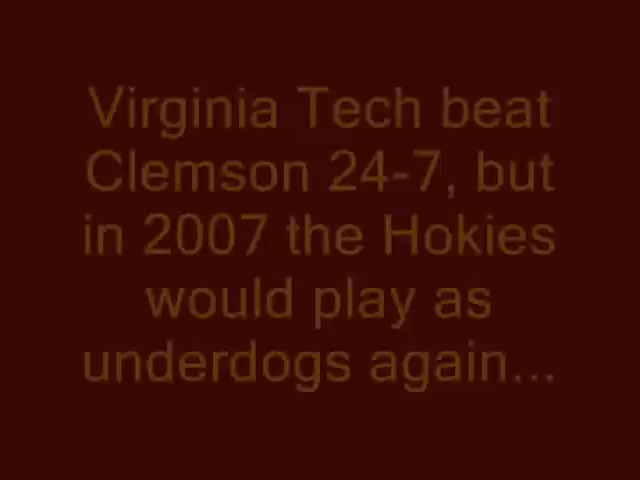 Virginia Tech beat
Clemson 24-7, but
in 2007 the Hokies
would play as
underdogs again...